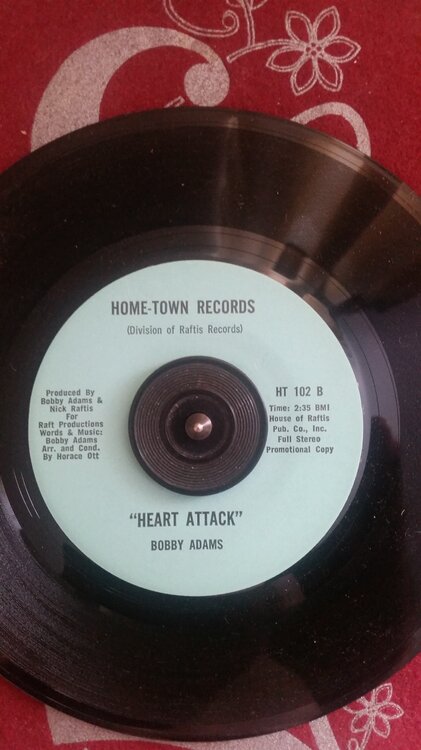 HOME-TOWN RECORDS
(Division of Raftis Records)
Produced By
Bobby Adams &
Nick Raftis
For
Raft Productions
Words & Music:
Bobby Adams
Arr. and Cond.
By Horace Ott
HT 102 B
Time: 2:35 BMI
House of Raftis
Pub. Co., Inc.
Full Stereo
Promotional Copy
"HEART ATTACK"
BOBBY ADAMS